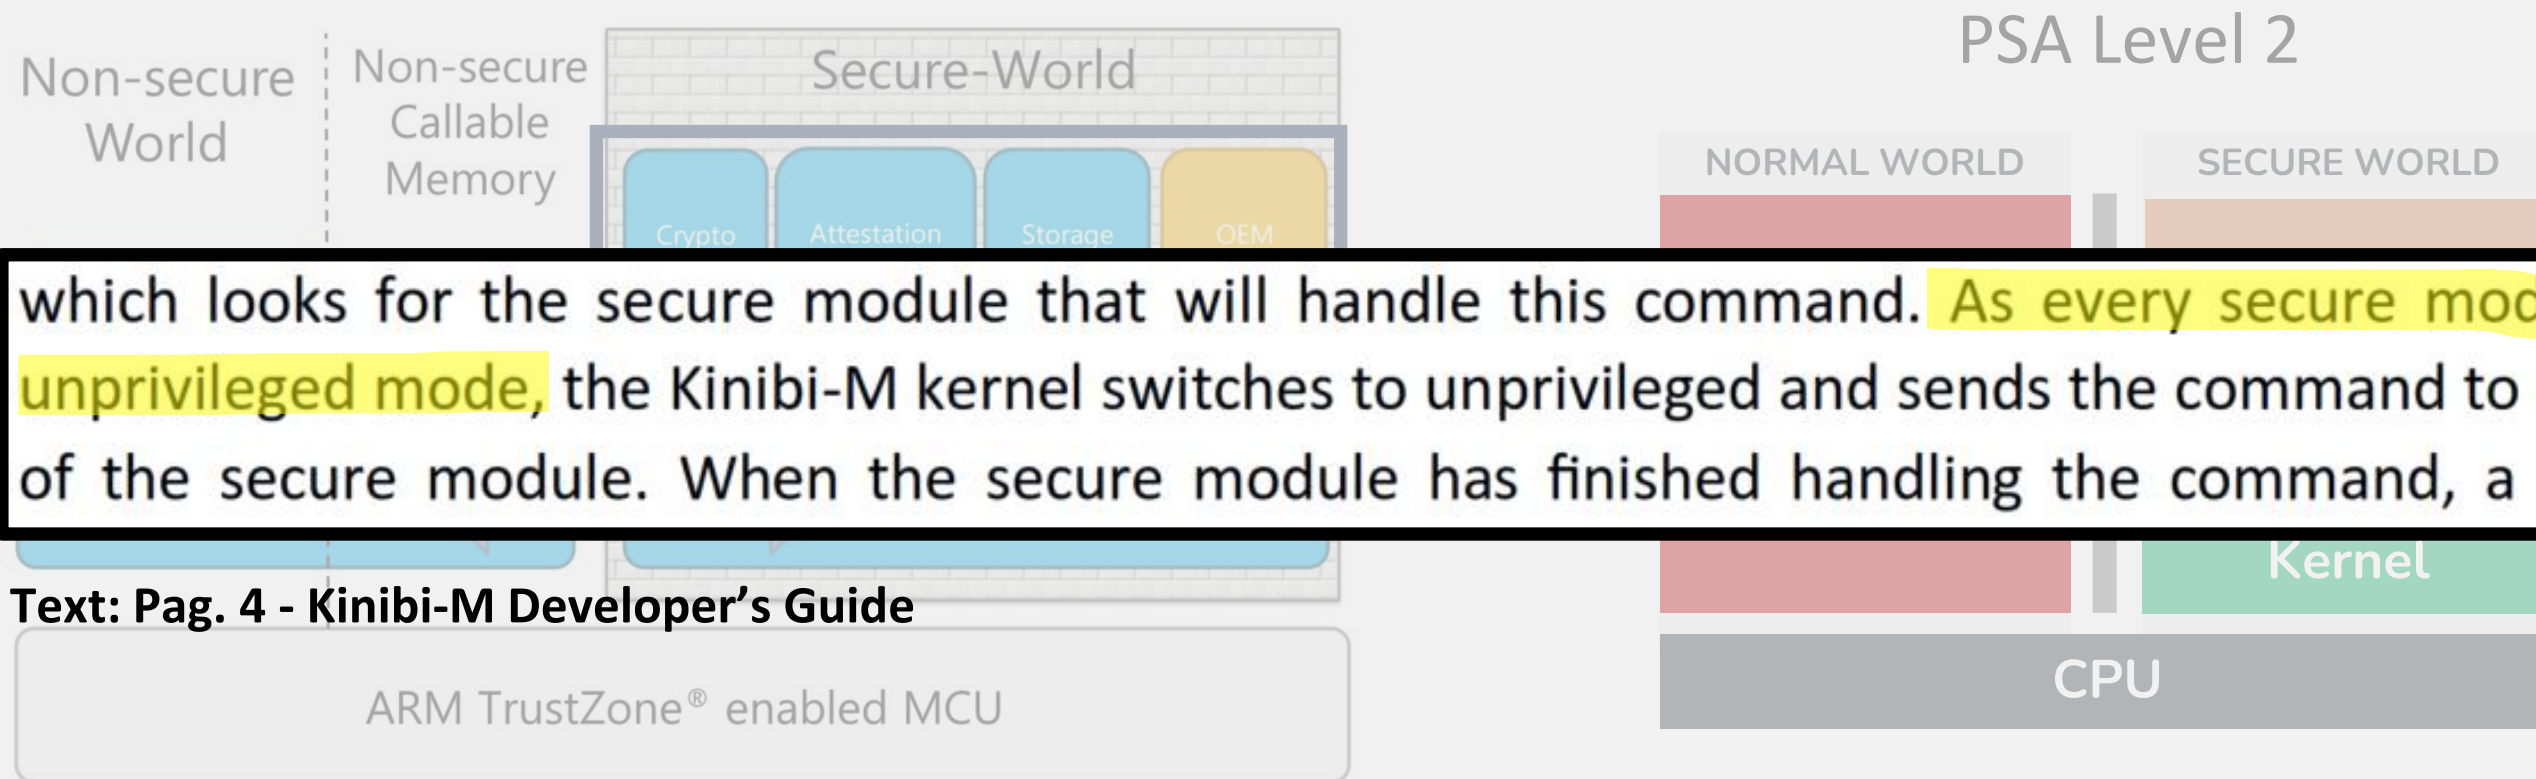 Non-secure
World
Non-secure
Callable
Memory
Secure-World
Crypto
Attestation
Storage
OEM
PSA Level 2
NORMAL WORLD
SECURE WORLD
which looks for the secure module that will handle this command. As every secure mod
unprivileged mode, the Kinibi-M kernel switches to unprivileged and sends the command to
of the secure module. When the secure module has finished handling the command, a
Kernel
Text: Pag. 4 - Kinibi-M Developer’s Guide
CPU
ARM TrustZone® enabled MCU